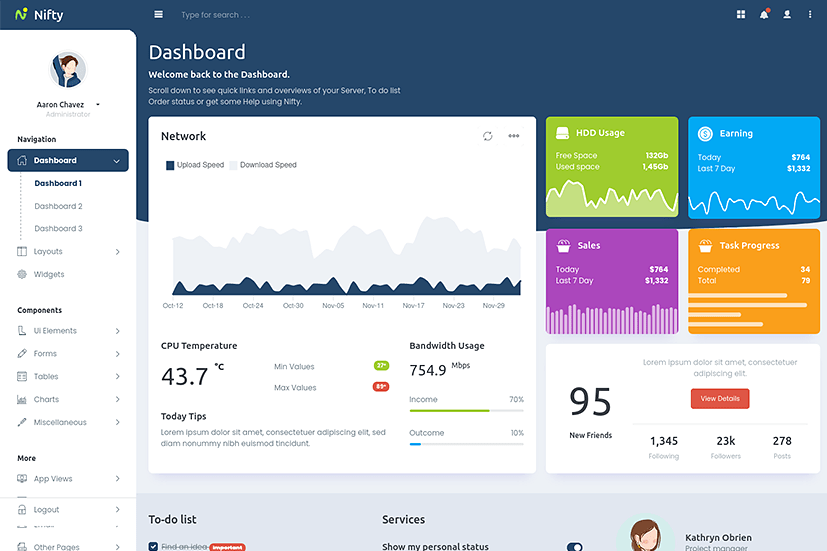 Nifty
Type for search . . .
Aaron Chavez
Administrator
Navigation
Dashboard
Dashboard 1
Dashboard 2
Dashboard 3
Layouts
Widgets
Components
Ui Elements
Forms
Tables
Charts
Miscellaneous
More
App Views
Logout
Other Pages
Dashboard
Welcome back to the Dashboard.
Scroll down to see quick links and overviews of your Server, To do list
Order status or get some Help using Nifty.
Network
Upload Speed Download Speed
Oct-12 Oct-18 Oct-24 Oct-30 Nov-05 Nov-11 Nov-17 Nov-23 Nov-29
CPU Temperature
43.7 °C
Min Values 27°
Max Values 89°
Today Tips
Lorem ipsum dolor sit amet, consectetuer adipiscing elit, sed
diam nonummy nibh euismod tincidunt.
Bandwidth Usage
754.9 Mbps
Income 70%
Outcome 10%
HDD Usage
Free Space 132Gb
Used space 1,45Gb
Earning
Today $764
Last 7 Day $1,332
Sales
Today $764
Last 7 Day $1,332
Task Progress
Completed 34
Total 79
95
New Friends
Lorem ipsum dolor sit amet, consectetuer
adipiscing elit.
View Details
1,345 23k 278
Following Followers Posts
To-do list
Find an idea Important
Services
Show my personal status
Kathryn Obrien
Project manager